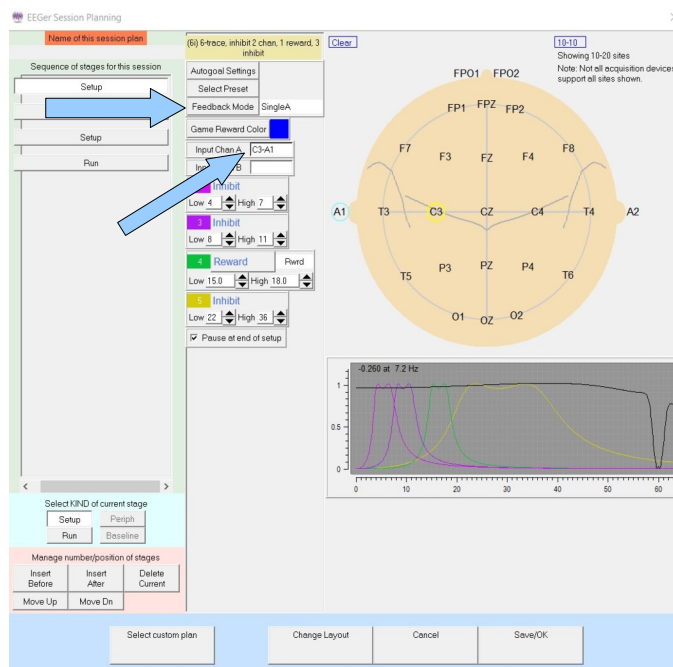 EEGer Session Planning
Name of this session plan
Sequence of stages for this session
Setup
Setup
Run
Select KIND of current stage
Setup Periph
Run Baseline
Manage number/position of stages
Insert Before Insert After Delete Current
Move Up Move Dn
(6i) 6-trace, inhibit 2 chan, 1 reward, 3
inhibit
Autogoal Settings
Select Preset
Feedback Mode SingleA
Game Reward Color
Input Chan A C3-A1
B
Inhibit
Low 4 High 7
3 Inhibit
Low 8 High 11
4 Reward Rwrd
Low 15.0 High 18.0
5 Inhibit
Low 22 High 36
Pause at end of setup
Clear
10-10
Showing 10-20 sites
Note: Not all acquisition devices
support all sites shown.
FPO1 FPO2
FP1 FPZ FP2
F7 F3 FZ F4 F8
A1 T3 C3 CZ C4 T4 A2
T5 P3 PZ P4 T6
O1 OZ O2
-0.260 at 7.2 Hz
1
0.5
0
0 10 20 30 40 50 60
Select custom plan Change Layout Cancel Save/OK